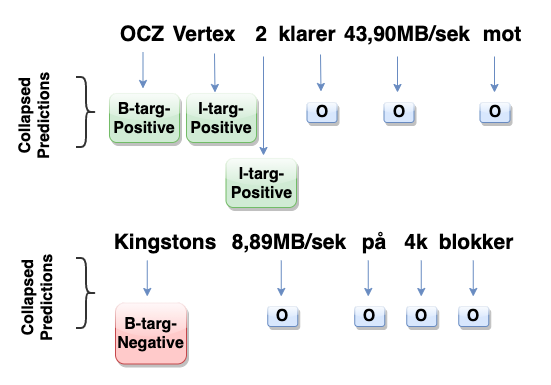 OCZ Vertex 2 klarer 43,90MB/sek mot
Collapsed
Predictions
B-targ-
Positive
I-targ-
Positive
O
O
O
I-targ-
Positive
Kingstons 8,89MB/sek på 4k blokker
Collapsed
Predictions
B-targ-
Negative
O
O
O
O